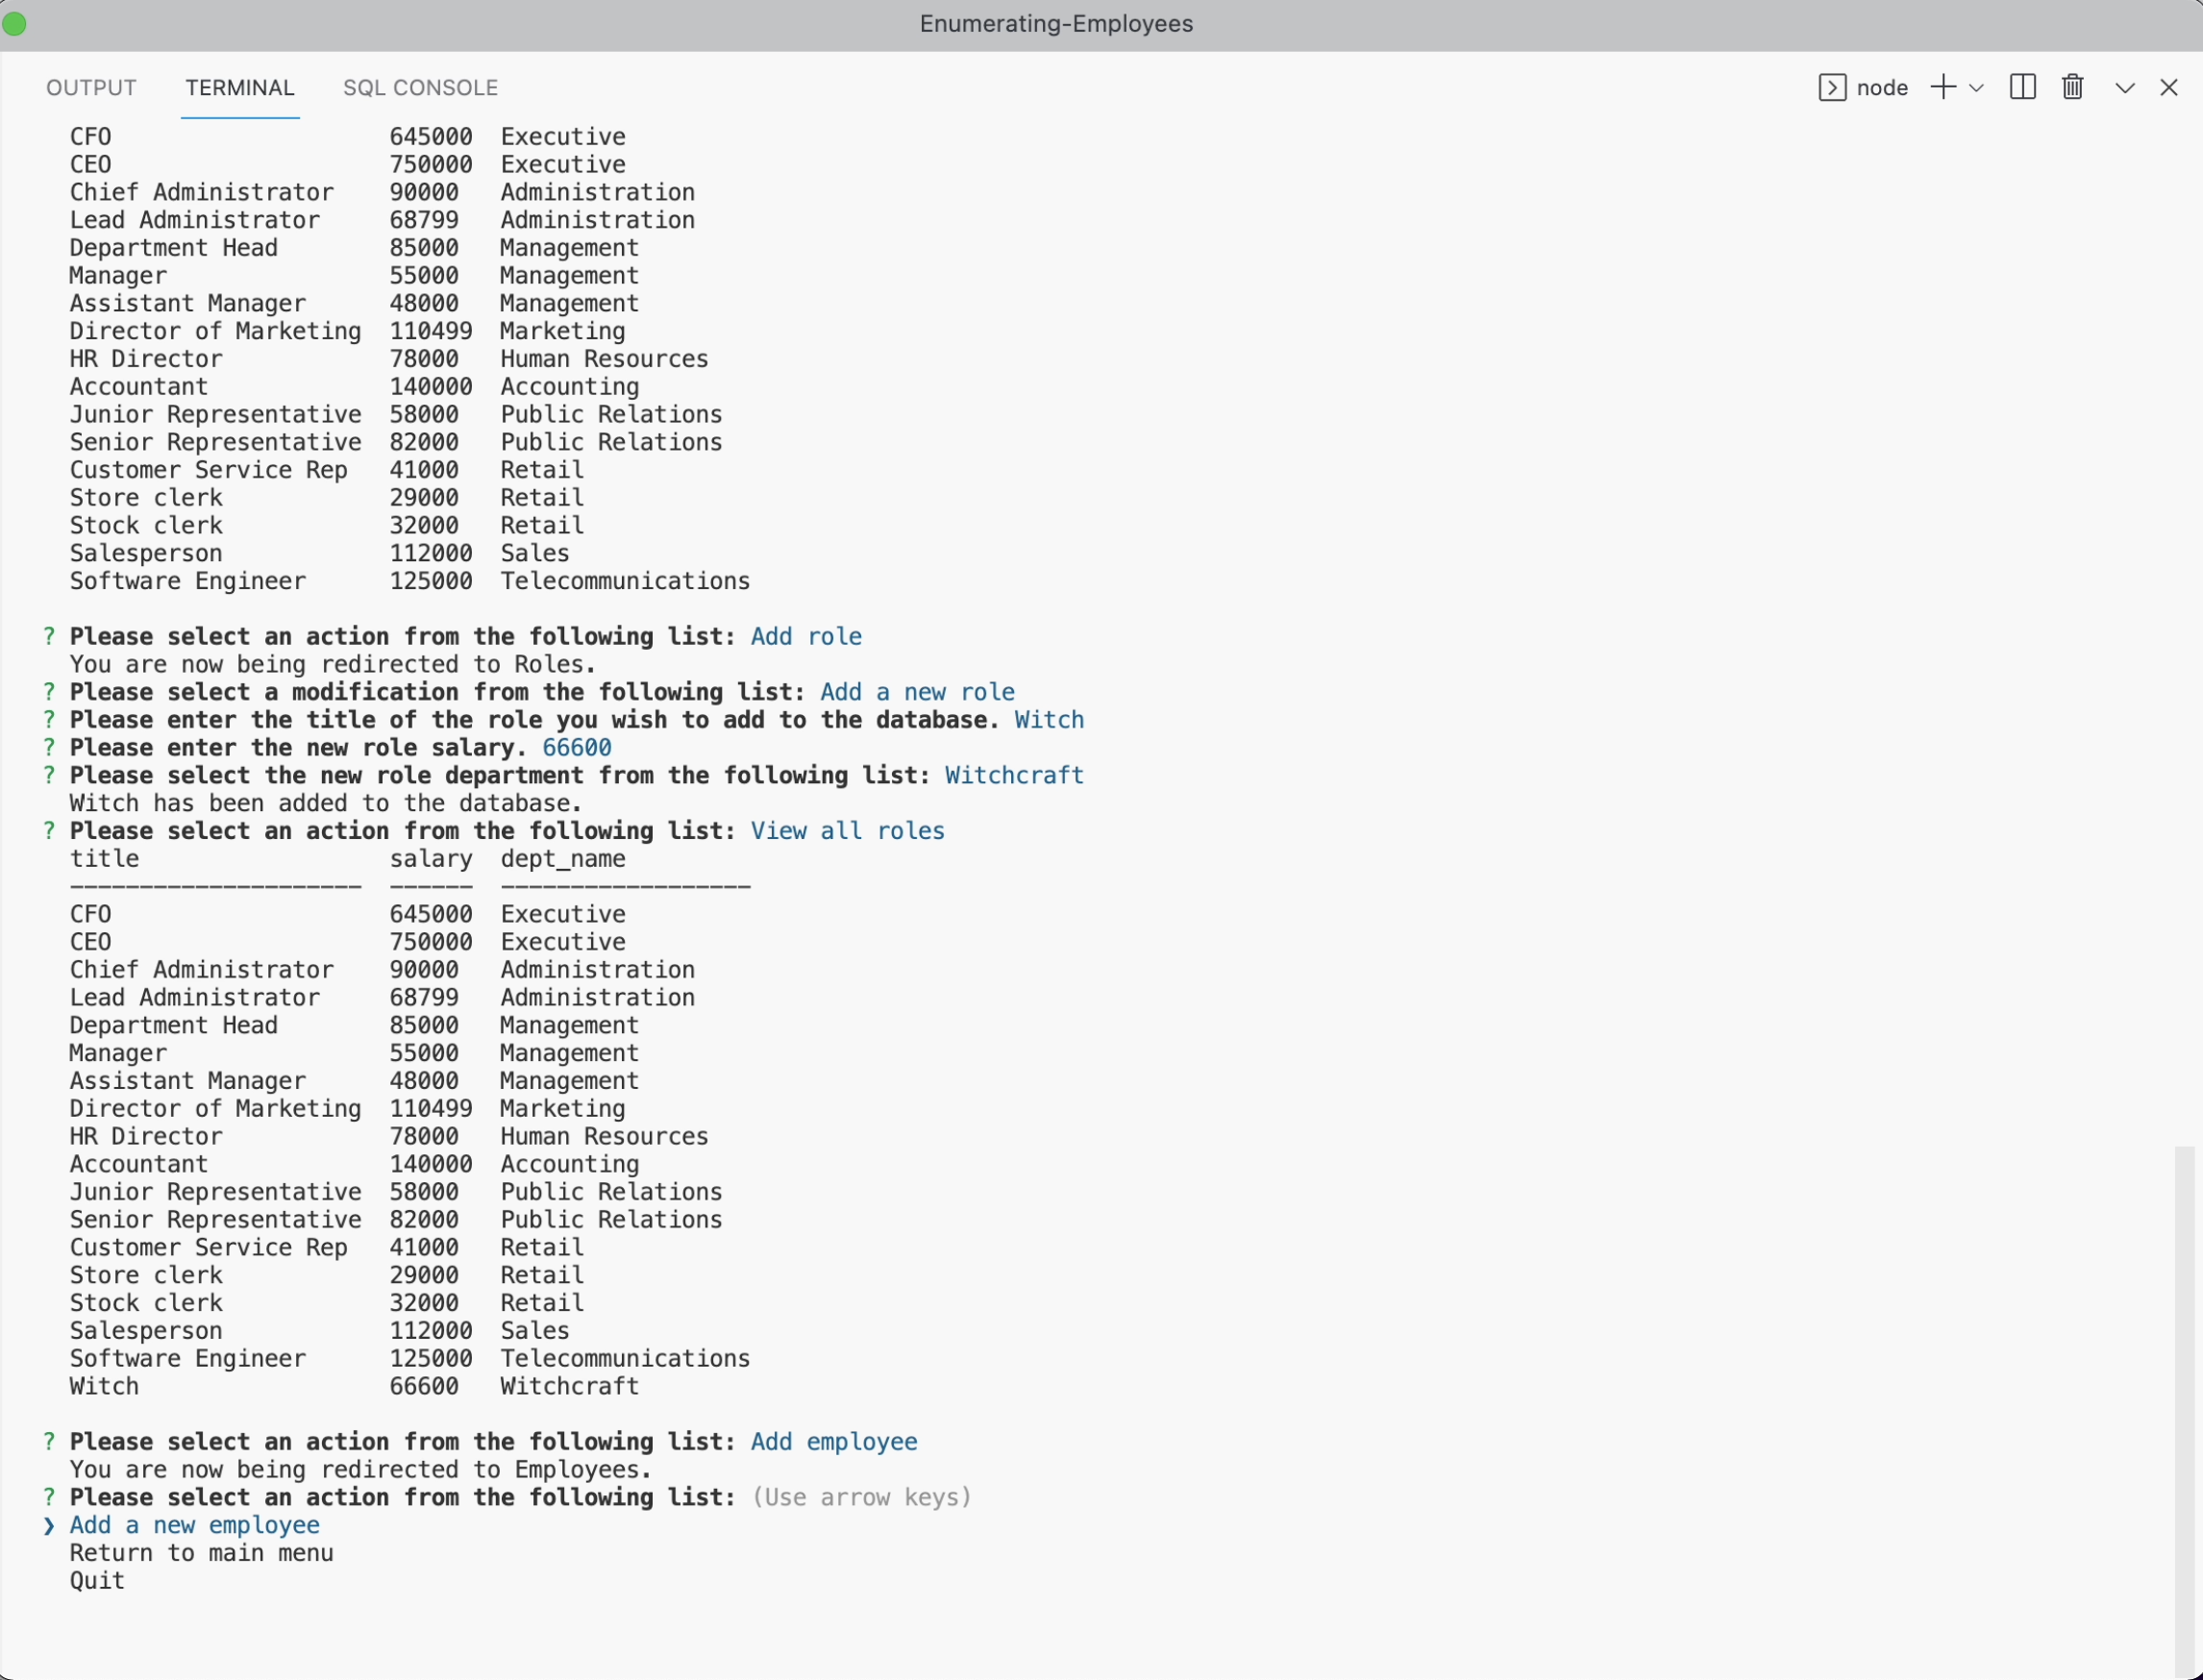 Enumerating-Employees
OUTPUT TERMINAL SQL CONSOLE node
CFO 645000 Executive
CEO 750000 Executive
Chief Administrator 90000 Administration
Lead Administrator 68799 Administration
Department Head 85000 Management
Manager 55000 Management
Assistant Manager 48000 Management
Director of Marketing 110499 Marketing
HR Director 78000 Human Resources
Accountant 140000 Accounting
Junior Representative 58000 Public Relations
Senior Representative 82000 Public Relations
Customer Service Rep 41000 Retail
Store clerk 29000 Retail
Stock clerk 32000 Retail
Salesperson 112000 Sales
Software Engineer 125000 Telecommunications
? Please select an action from the following list: Add role
You are now being redirected to Roles.
? Please select a modification from the following list: Add a new role
? Please enter the title of the role you wish to add to the database. Witch
? Please enter the new role salary. 66600
? Please select the new role department from the following list: Witchcraft
Witch has been added to the database.
? Please select an action from the following list: View all roles
title salary dept_name
--------------------- ------ ------------------
CFO 645000 Executive
CEO 750000 Executive
Chief Administrator 90000 Administration
Lead Administrator 68799 Administration
Department Head 85000 Management
Manager 55000 Management
Assistant Manager 48000 Management
Director of Marketing 110499 Marketing
HR Director 78000 Human Resources
Accountant 140000 Accounting
Junior Representative 58000 Public Relations
Senior Representative 82000 Public Relations
Customer Service Rep 41000 Retail
Store clerk 29000 Retail
Stock clerk 32000 Retail
Salesperson 112000 Sales
Software Engineer 125000 Telecommunications
Witch 66600 Witchcraft
? Please select an action from the following list: Add employee
You are now being redirected to Employees.
? Please select an action from the following list: (Use arrow keys)
❯ Add a new employee
Return to main menu
Quit